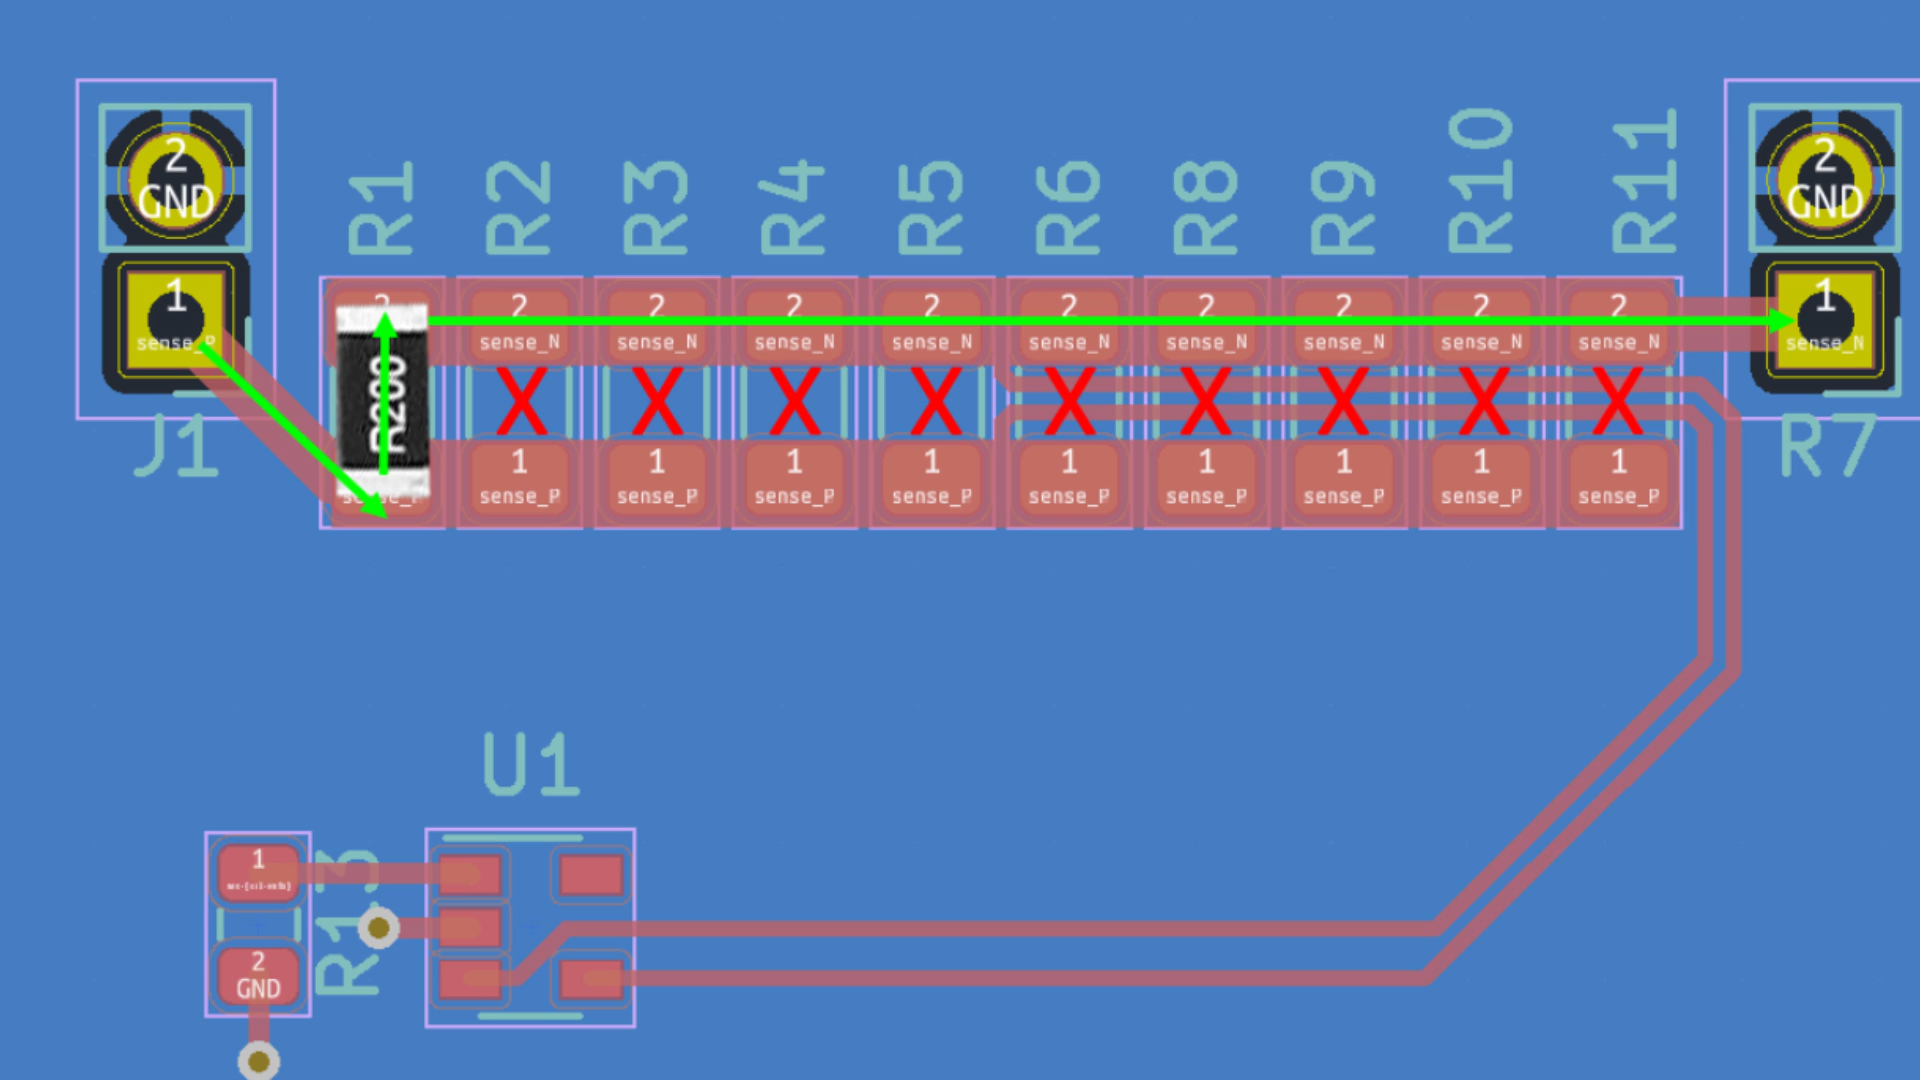 R1
R2
R3
R4
R5
R6
R8
R9
R10
R11
2
GND
1
sense_P
J1
2
GND
1
sense_N
R7
2
2
sense_N
2
sense_N
2
sense_N
2
sense_N
2
sense_N
2
sense_N
2
sense_N
2
sense_N
2
sense_N
R200
X
X
X
X
X
X
X
X
X
1
sense_P
1
sense_P
1
sense_P
1
sense_P
1
sense_P
1
sense_P
1
sense_P
1
sense_P
1
sense_P
U1
1
2
GND